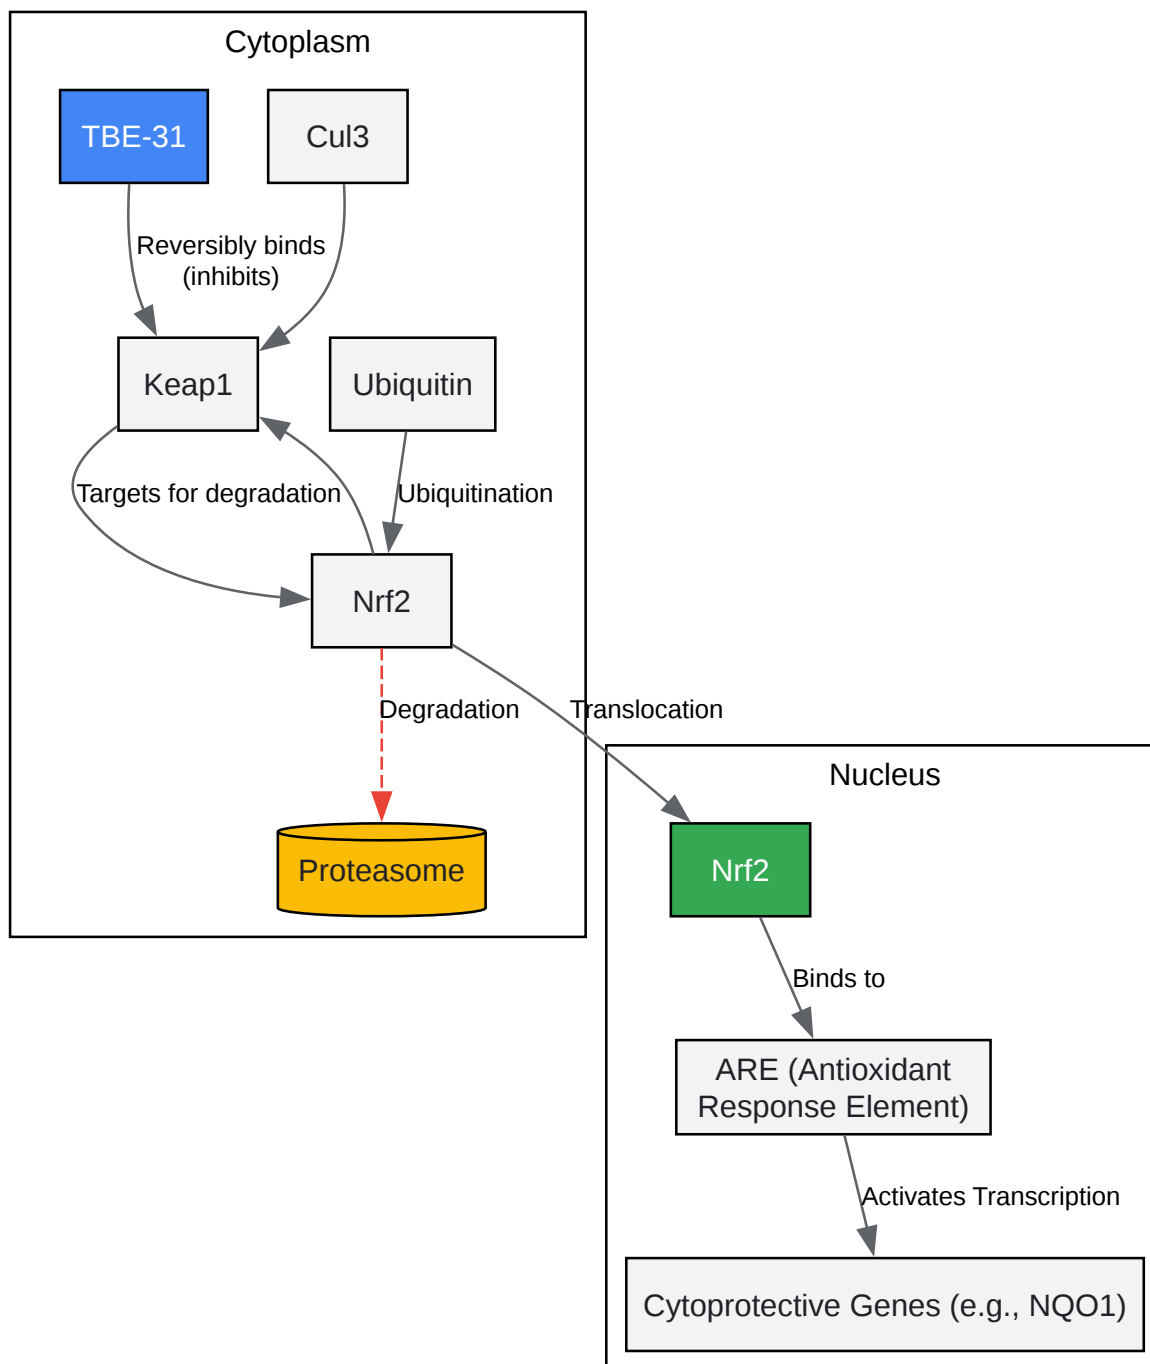 Cytoplasm
TBE-31
Cul3
Reversibly binds
(inhibits)
Keap1
Ubiquitin
Targets for degradation
Ubiquitination
Nrf2
Degradation
Translocation
Proteasome
Nucleus
Nrf2
Binds to
ARE (Antioxidant
Response Element)
Activates Transcription
Cytoprotective Genes (e.g., NQO1)